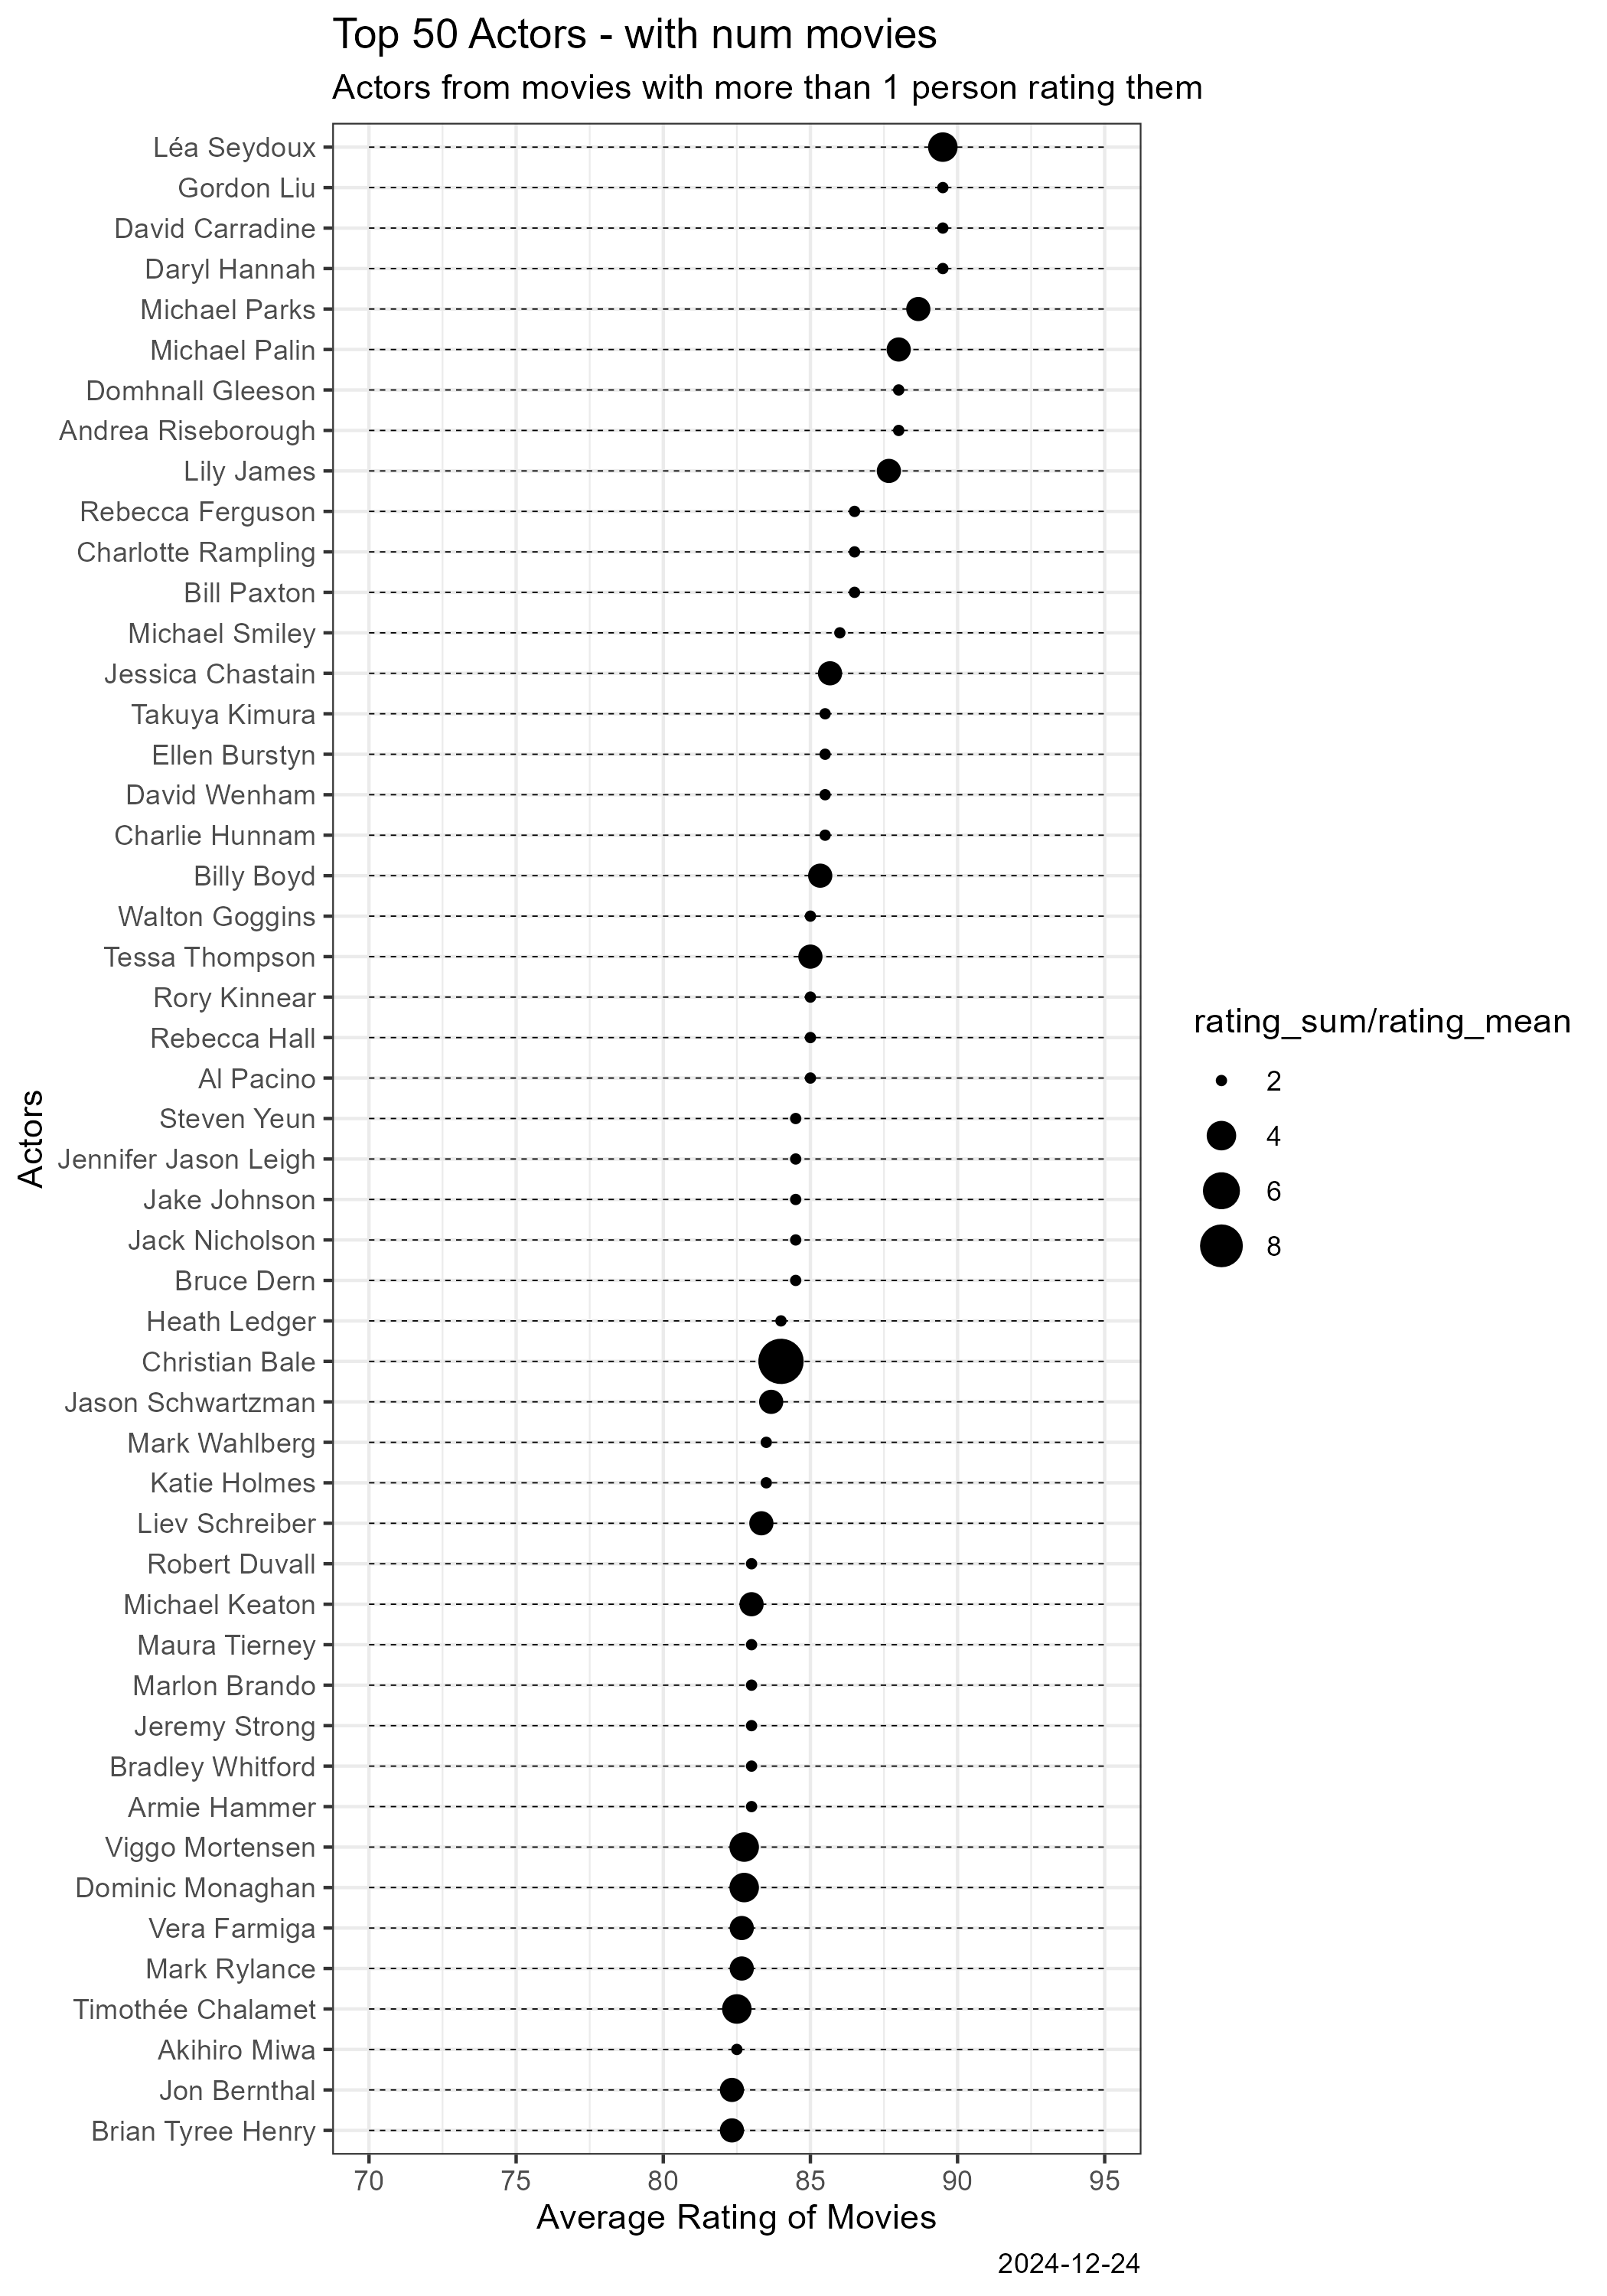 Top 50 Actors - with num movies
Actors from movies with more than 1 person rating them
Léa Seydoux
Gordon Liu
David Carradine
Daryl Hannah
Michael Parks
Michael Palin
Domhnall Gleeson
Andrea Riseborough
Lily James
Rebecca Ferguson
Charlotte Rampling
Bill Paxton
Michael Smiley
Jessica Chastain
Takuya Kimura
Ellen Burstyn
David Wenham
Charlie Hunnam
Billy Boyd
Walton Goggins
Tessa Thompson
Rory Kinnear
Rebecca Hall
Al Pacino
Steven Yeun
Jennifer Jason Leigh
Jake Johnson
Jack Nicholson
Bruce Dern
Heath Ledger
Christian Bale
Jason Schwartzman
Mark Wahlberg
Katie Holmes
Liev Schreiber
Robert Duvall
Michael Keaton
Maura Tierney
Marlon Brando
Jeremy Strong
Bradley Whitford
Armie Hammer
Viggo Mortensen
Dominic Monaghan
Vera Farmiga
Mark Rylance
Timothée Chalamet
Akihiro Miwa
Jon Bernthal
Brian Tyree Henry
Actors
70 75 80 85 90 95
Average Rating of Movies
rating_sum/rating_mean
2
4
6
8
2024-12-24